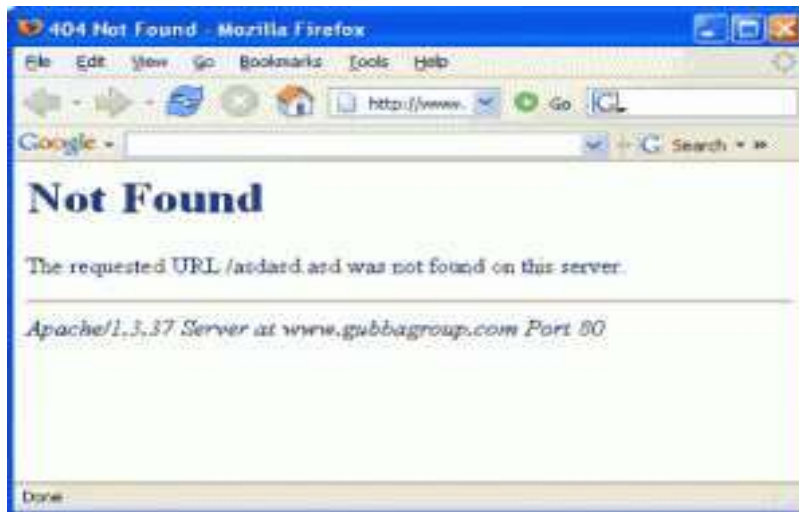 404 Not Found - Mozilla Firefox
File Edit View Go Bookmarks Tools Help
http://www. Go G
Google Search
Not Found
The requested URL /asdasd.asd was not found on this server.
Apache/1.3.37 Server at www.gubbagroup.com Port 80
Done